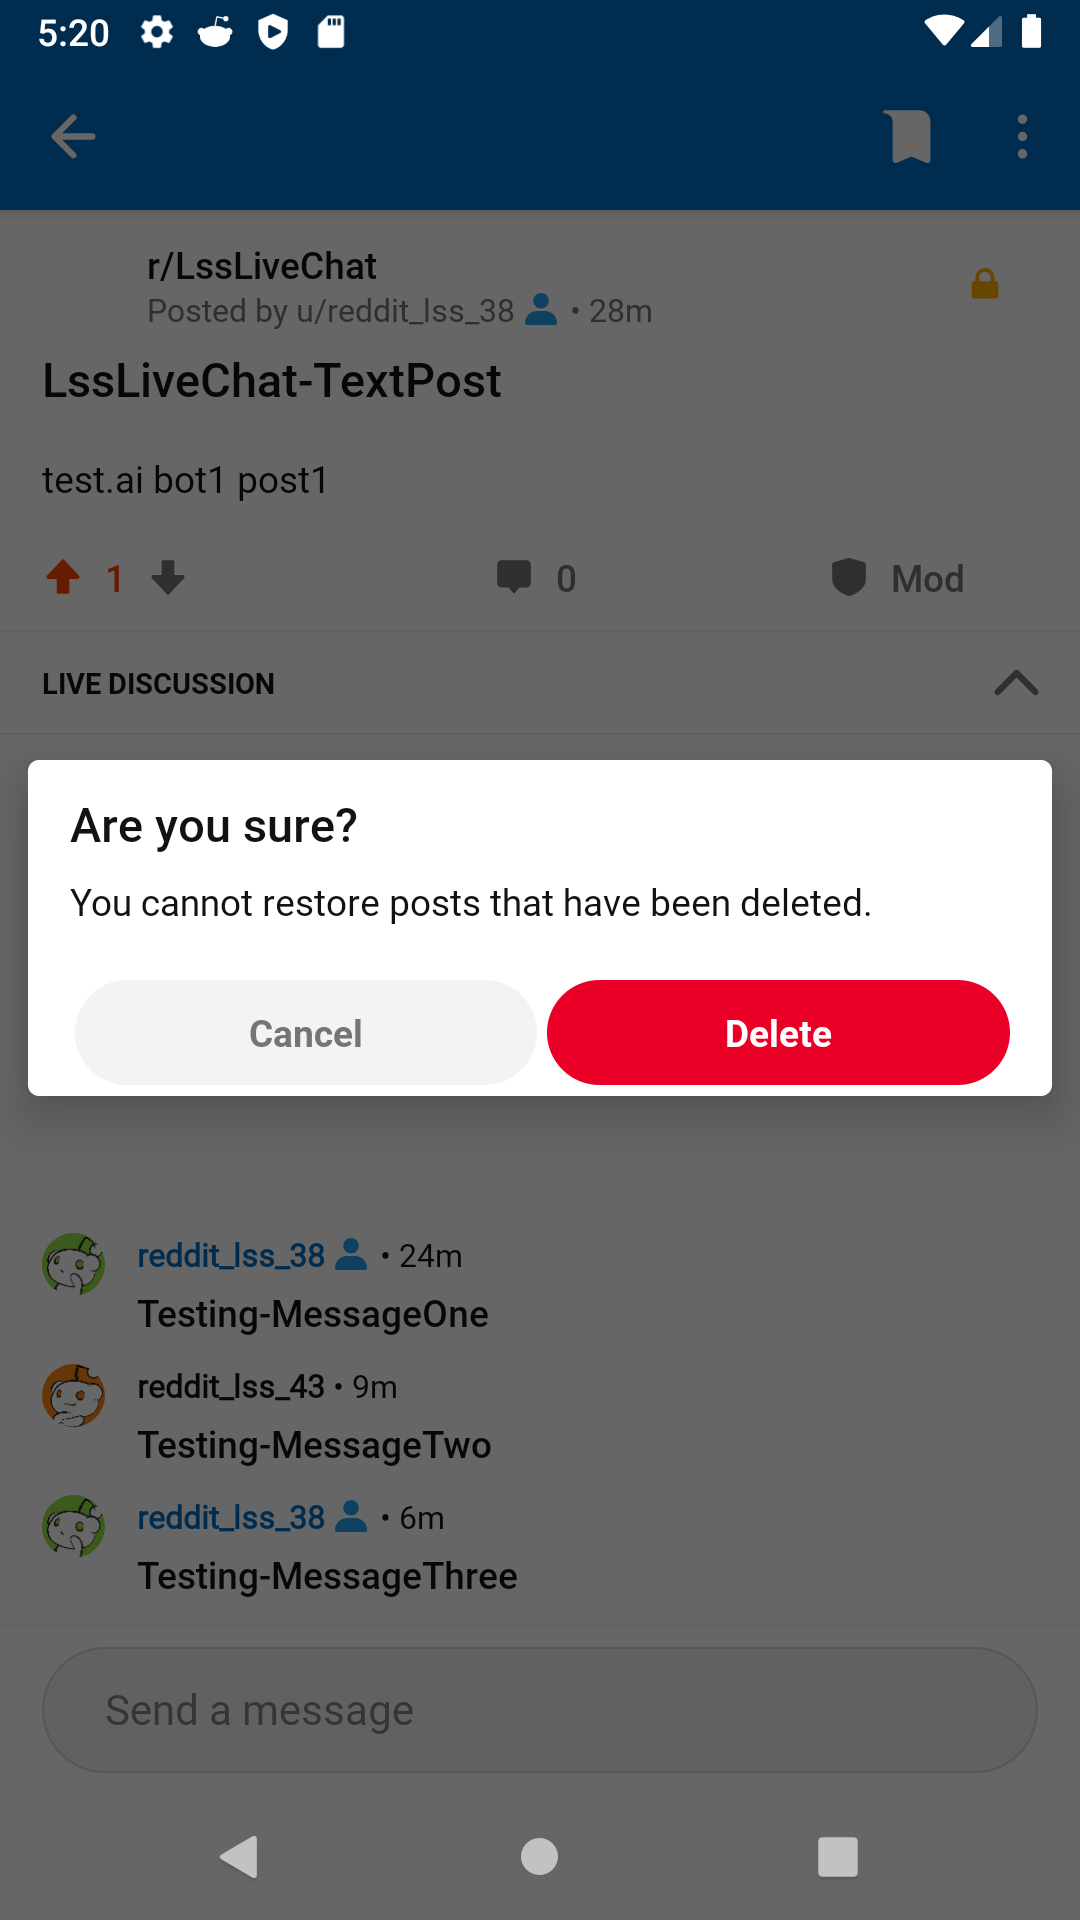 5:20
r/LssLiveChat
Posted by u/reddit_lss_38 • 28m
LssLiveChat-TextPost
test.ai bot1 post1
1 0 Mod
LIVE DISCUSSION
Are you sure?
You cannot restore posts that have been deleted.
Cancel Delete
reddit_lss_38 • 24m
Testing-MessageOne
reddit_lss_43 • 9m
Testing-MessageTwo
reddit_lss_38 • 6m
Testing-MessageThree
Send a message